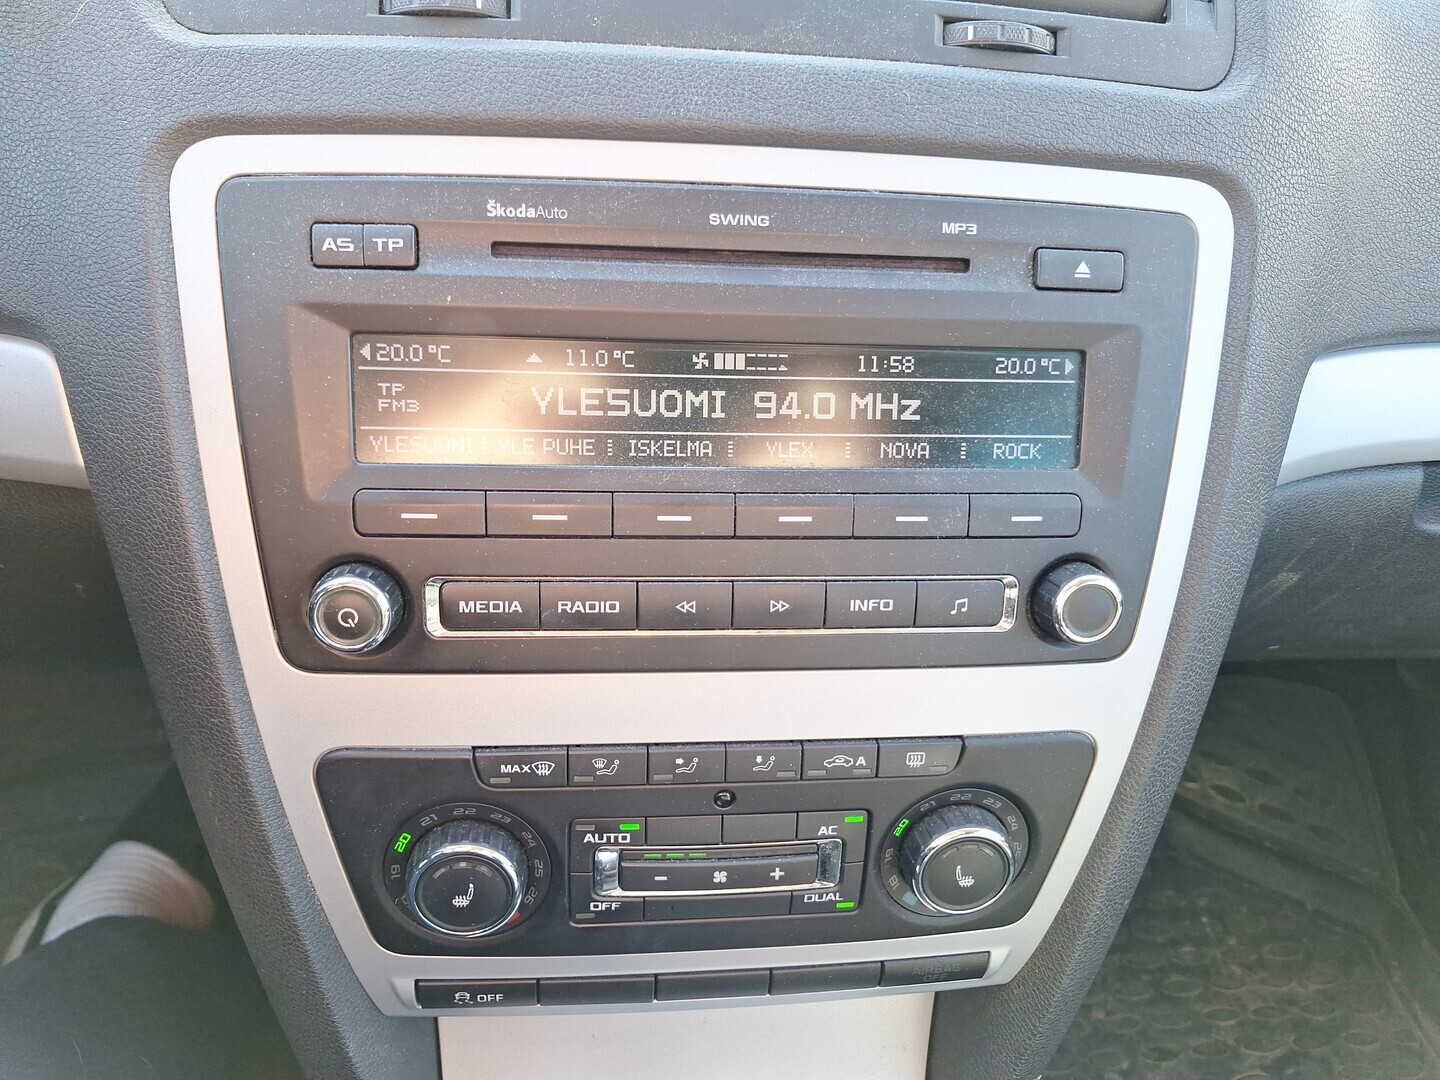 ŠkodaAuto SWING MP3
AS TP
20.0 °C 11.0°C 11:58 20.0°C
TP
FM3
YLESUOMI 94.0 MHz
YLESUOMI YLE PUHE ISKELMA YLEX NOVA ROCK
MEDIA RADIO INFO
MAX A
22 22
21 23 21 23
20 24 20 24
19 25 19
26 18
AUTO AC
- +
OFF DUAL
OFF
AIRBAG
OFF